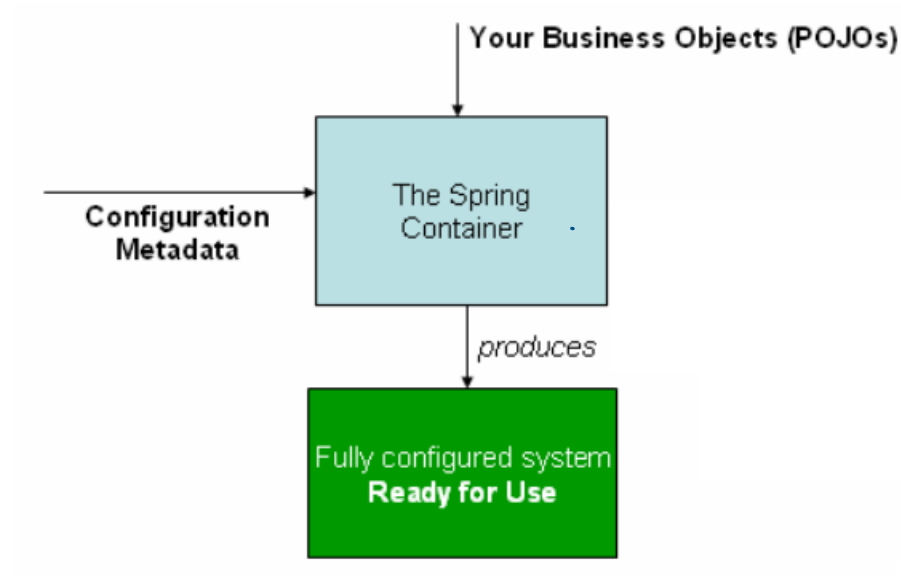 Your Business Objects (POJOs)
The Spring
Container
Configuration
Metadata
produces
Fully configured system
Ready for Use